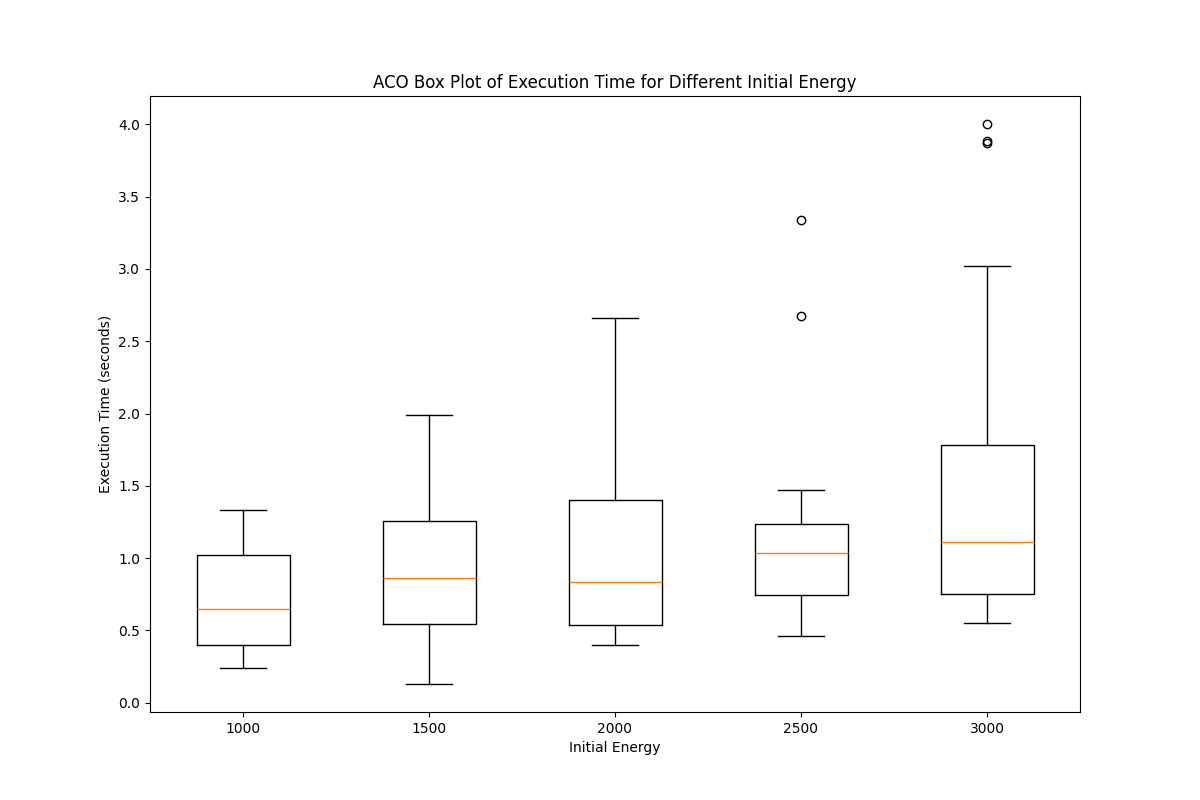 ACO Box Plot of Execution Time for Different Initial Energy
4.0
3.5
3.0
2.5
2.0
1.5
1.0
0.5
0.0
Execution Time (seconds)
1000 1500 2000 2500 3000
Initial Energy